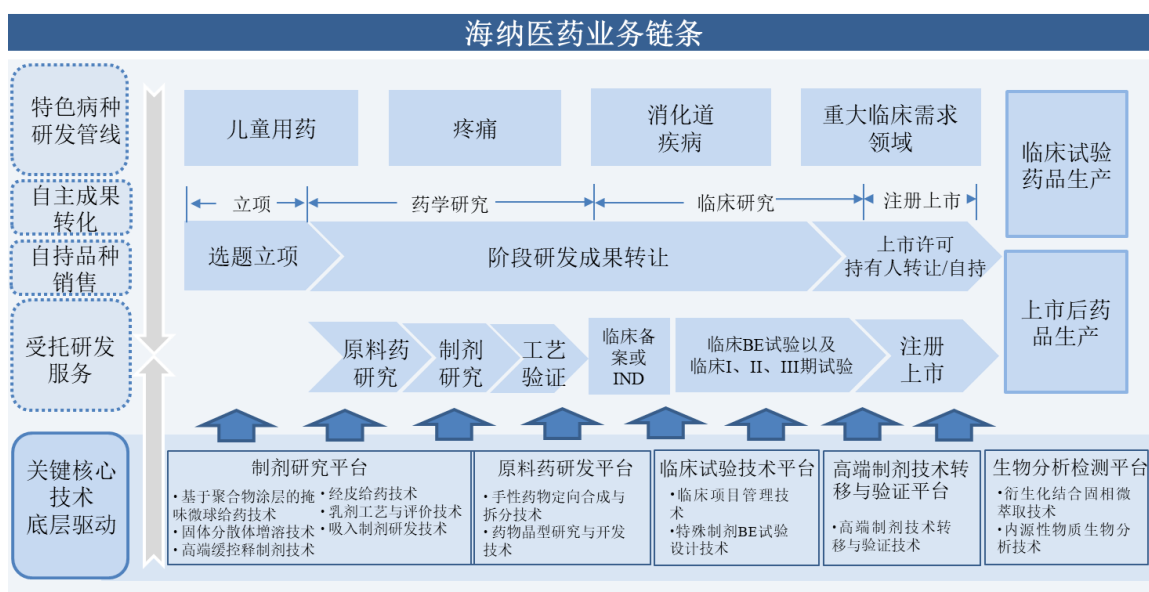 海纳医药业务链条
特色病种
研发管线
儿童用药
疼痛
消化道
疾病
重大临床需求
领域
临床试验
药品生产
自主成果
转化
立项
药学研究
临床研究
注册上市
自持品种
销售
选题立项
阶段研发成果转让
上市许可
持有人转让/自持
上市后药
品生产
受托研发
服务
原料药
研究
制剂
研究
工艺
验证
临床备
案或
IND
临床BE试验以及
临床I、II、III期试验
注册
上市
关键核心
技术
底层驱动
制剂研究平台
•基于聚合物涂层的掩
味微球给药技术
•固体分散体增溶技术
•高端缓控释制剂技术
•经皮给药技术
•乳剂工艺与评价技术
•吸入制剂研发技术
原料药研发平台
•手性药物定向合成与
拆分技术
•药物晶型研究与开发
技术
临床试验技术平台
•临床项目管理技
术
•特殊制剂BE试验
设计技术
高端制剂技术转
移与验证平台
•高端制剂技术转
移与验证技术
生物分析检测平台
•衍生化结合固相微
萃取技术
•内源性物质生物分
析技术